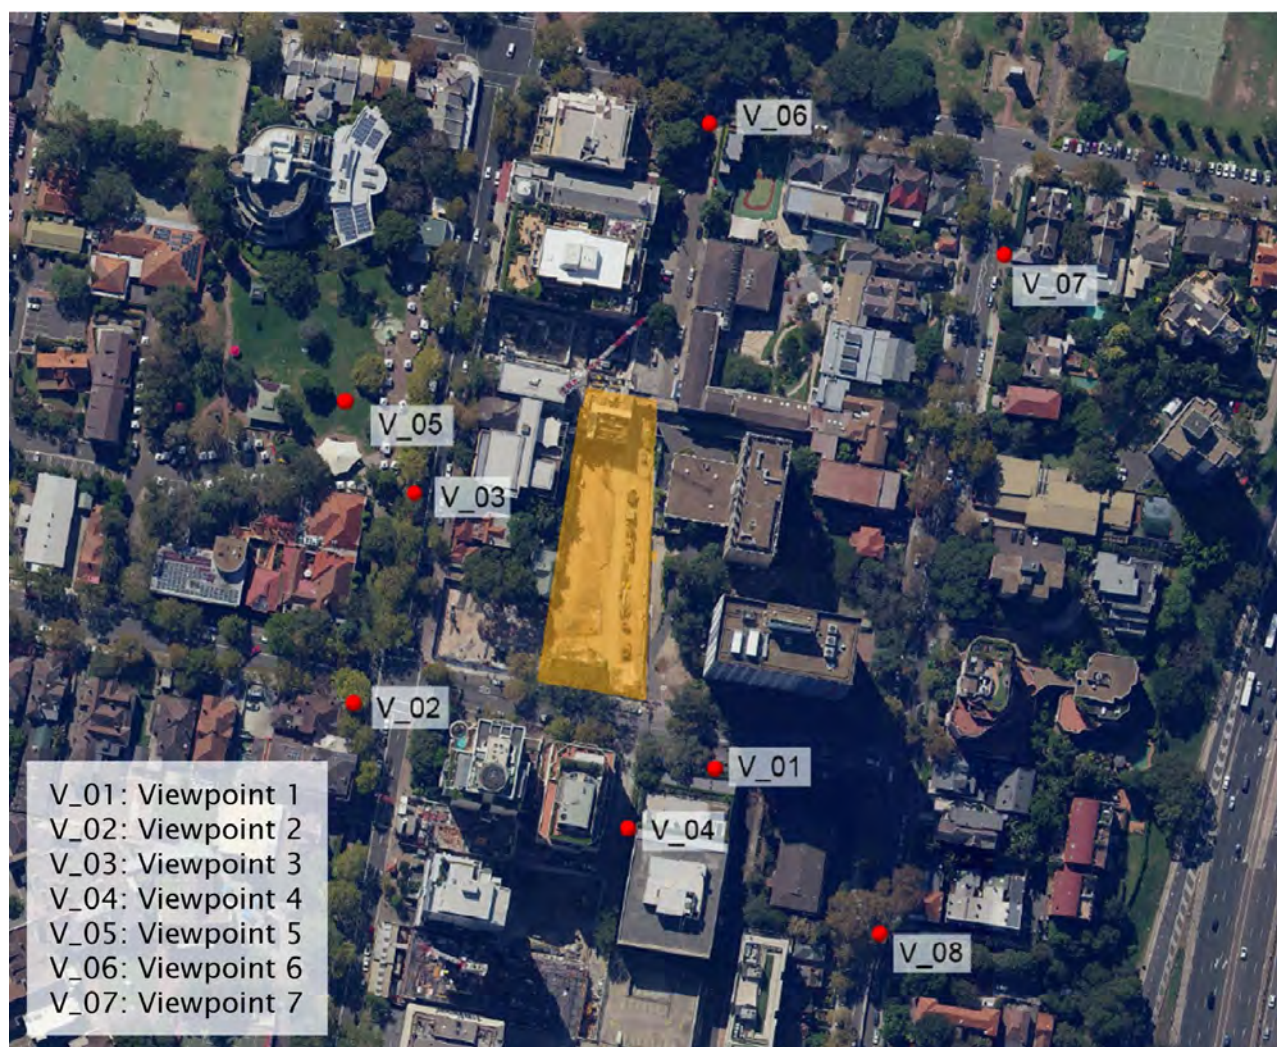 V_06
V_07
V_05
V_03
V_02
V_01
V_04
V_08
V_01: Viewpoint 1
V_02: Viewpoint 2
V_03: Viewpoint 3
V_04: Viewpoint 4
V_05: Viewpoint 5
V_06: Viewpoint 6
V_07: Viewpoint 7